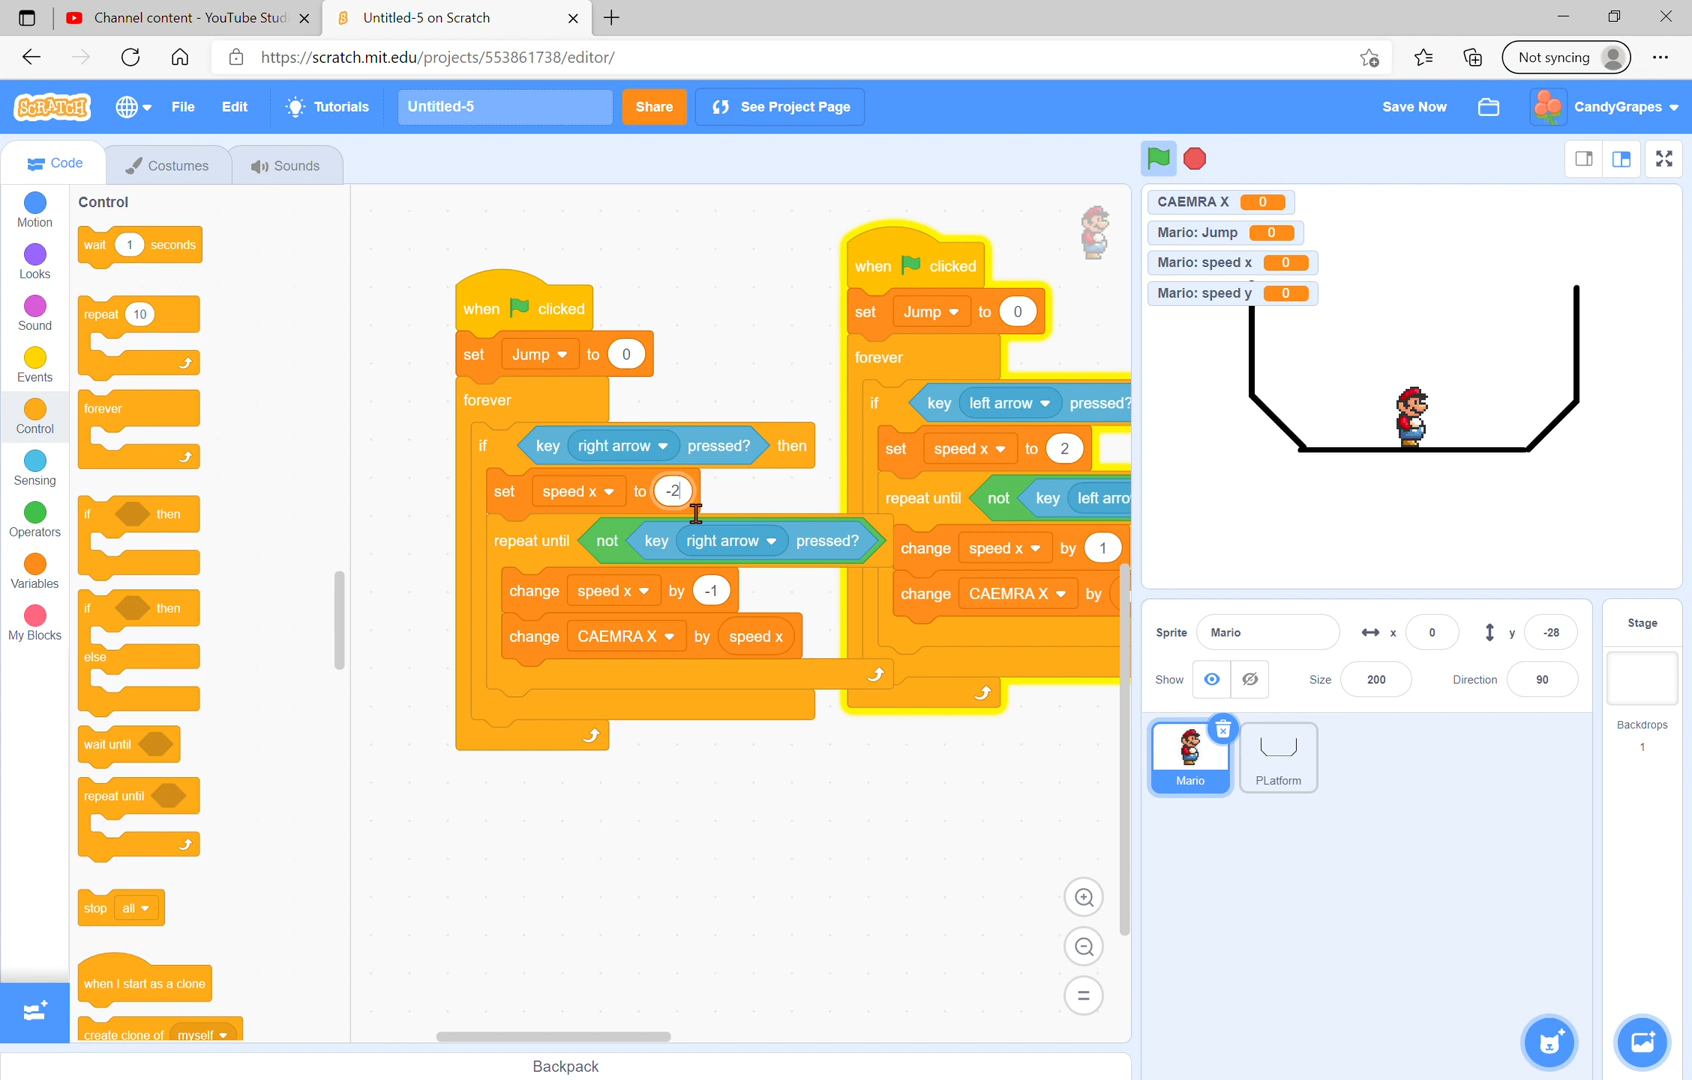 Channel content - YouTube Studi
Untitled-5 on Scratch
https://scratch.mit.edu/projects/553861738/editor/
Not syncing
SCRATCH
File
Edit
Tutorials
Untitled-5
Share
See Project Page
Save Now
CandyGrapes
Code
Costumes
Sounds
Motion
Looks
Sound
Events
Control
Sensing
Operators
Variables
My Blocks
Control
wait 1 seconds
repeat 10
forever
if then
if then
else
wait until
repeat until
stop all
when I start as a clone
create clone of myself
when clicked
set Jump to 0
forever
if key right arrow pressed? then
set speed x to -2
repeat until not key right arrow pressed?
change speed x by -1
change CAEMRA X by speed x
when clicked
set Jump to 0
forever
if key left arrow pressed?
set speed x to 2
repeat until not key left arro
change speed x by 1
change CAEMRA X by
CAEMRA X 0
Mario: Jump 0
Mario: speed x 0
Mario: speed y 0
Sprite Mario x 0 y -28
Show Size 200 Direction 90
Mario
PLatform
Stage
Backdrops
1
Backpack